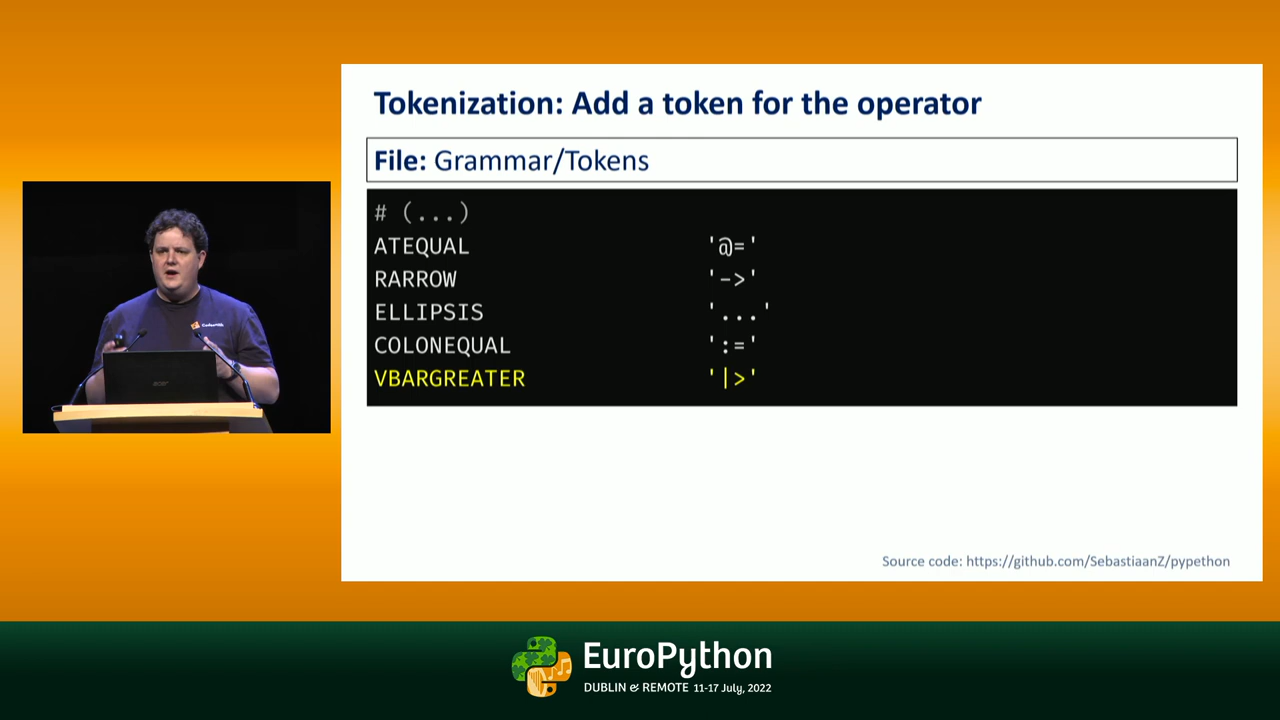 Tokenization: Add a token for the operator
File: Grammar/Tokens
# (...)
ATEQUAL '@='
RARROW '->'
ELLIPSIS '...'
COLONEQUAL ':='
VBARGREATER '|>'
Source code: https://github.com/SebastiaanZ/pypethon
EuroPython
DUBLIN & REMOTE 11-17 July, 2022